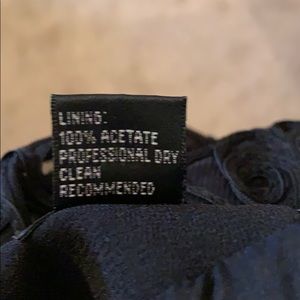 LINING:
100% ACETATE
PROFESSIONAL DRY
CLEAN
RECOMMENDED